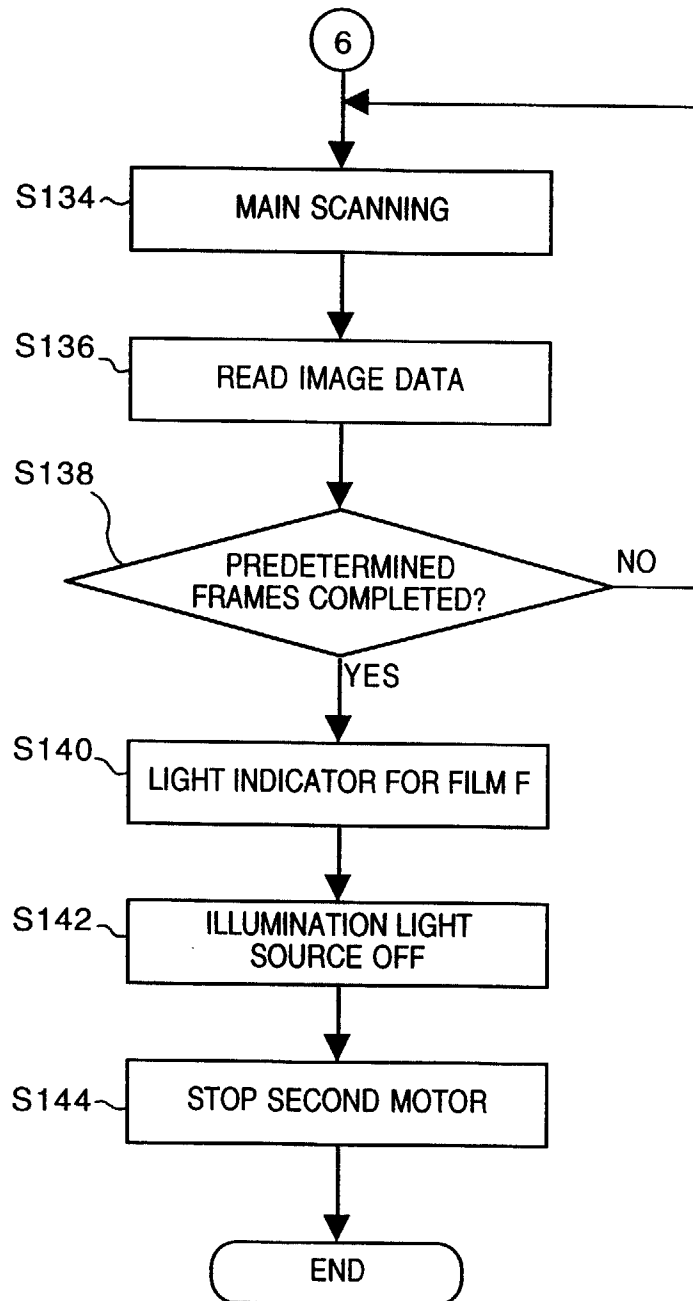 6
S134
MAIN SCANNING
S136
READ IMAGE DATA
S138
PREDETERMINED
FRAMES COMPLETED?
NO
YES
S140
LIGHT INDICATOR FOR FILM F
S142
ILLUMINATION LIGHT
SOURCE OFF
S144
STOP SECOND MOTOR
END